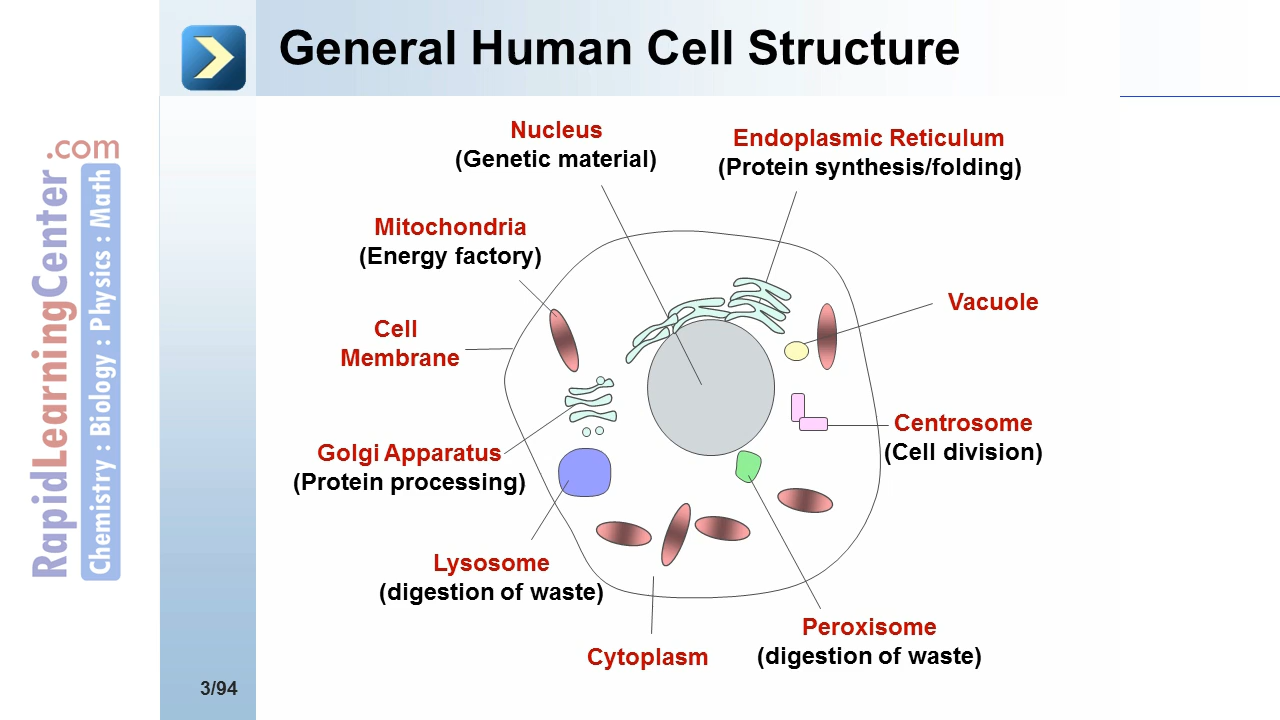 General Human Cell Structure
Nucleus
(Genetic material)
Endoplasmic Reticulum
(Protein synthesis/folding)
Mitochondria
(Energy factory)
Vacuole
Cell
Membrane
Centrosome
(Cell division)
Golgi Apparatus
(Protein processing)
Lysosome
(digestion of waste)
Peroxisome
(digestion of waste)
Cytoplasm
RapidLearningCenter.com
Chemistry : Biology : Physics : Math
3/94